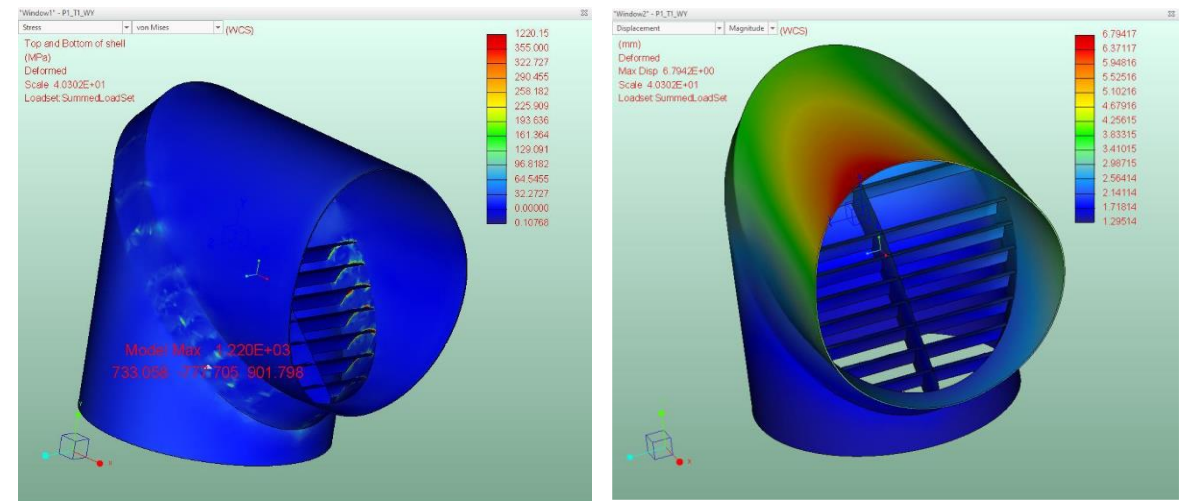 "Window1" - P1_T1_WY
Stress von Mises (WCS)
Top and Bottom of shell
(MPa)
Deformed
Scale 4.0302E+01
Loadset:SummedLoadSet
1220.15
355.000
322.727
290.455
258.182
225.909
193.636
161.364
129.091
96.8182
64.5455
32.2727
0.00000
0.10768
Model Max 1.220E+03
733.058 -777.705 901.798
Y
X
"Window2" - P1_T1_WY
Displacement Magnitude (WCS)
(mm)
Deformed
Max Disp 6.7942E+00
Scale 4.0302E+01
Loadset:SummedLoadSet
6.79417
6.37117
5.94816
5.52516
5.10216
4.67916
4.25615
3.83315
3.41015
2.98715
2.56414
2.14114
1.71814
1.29514
X